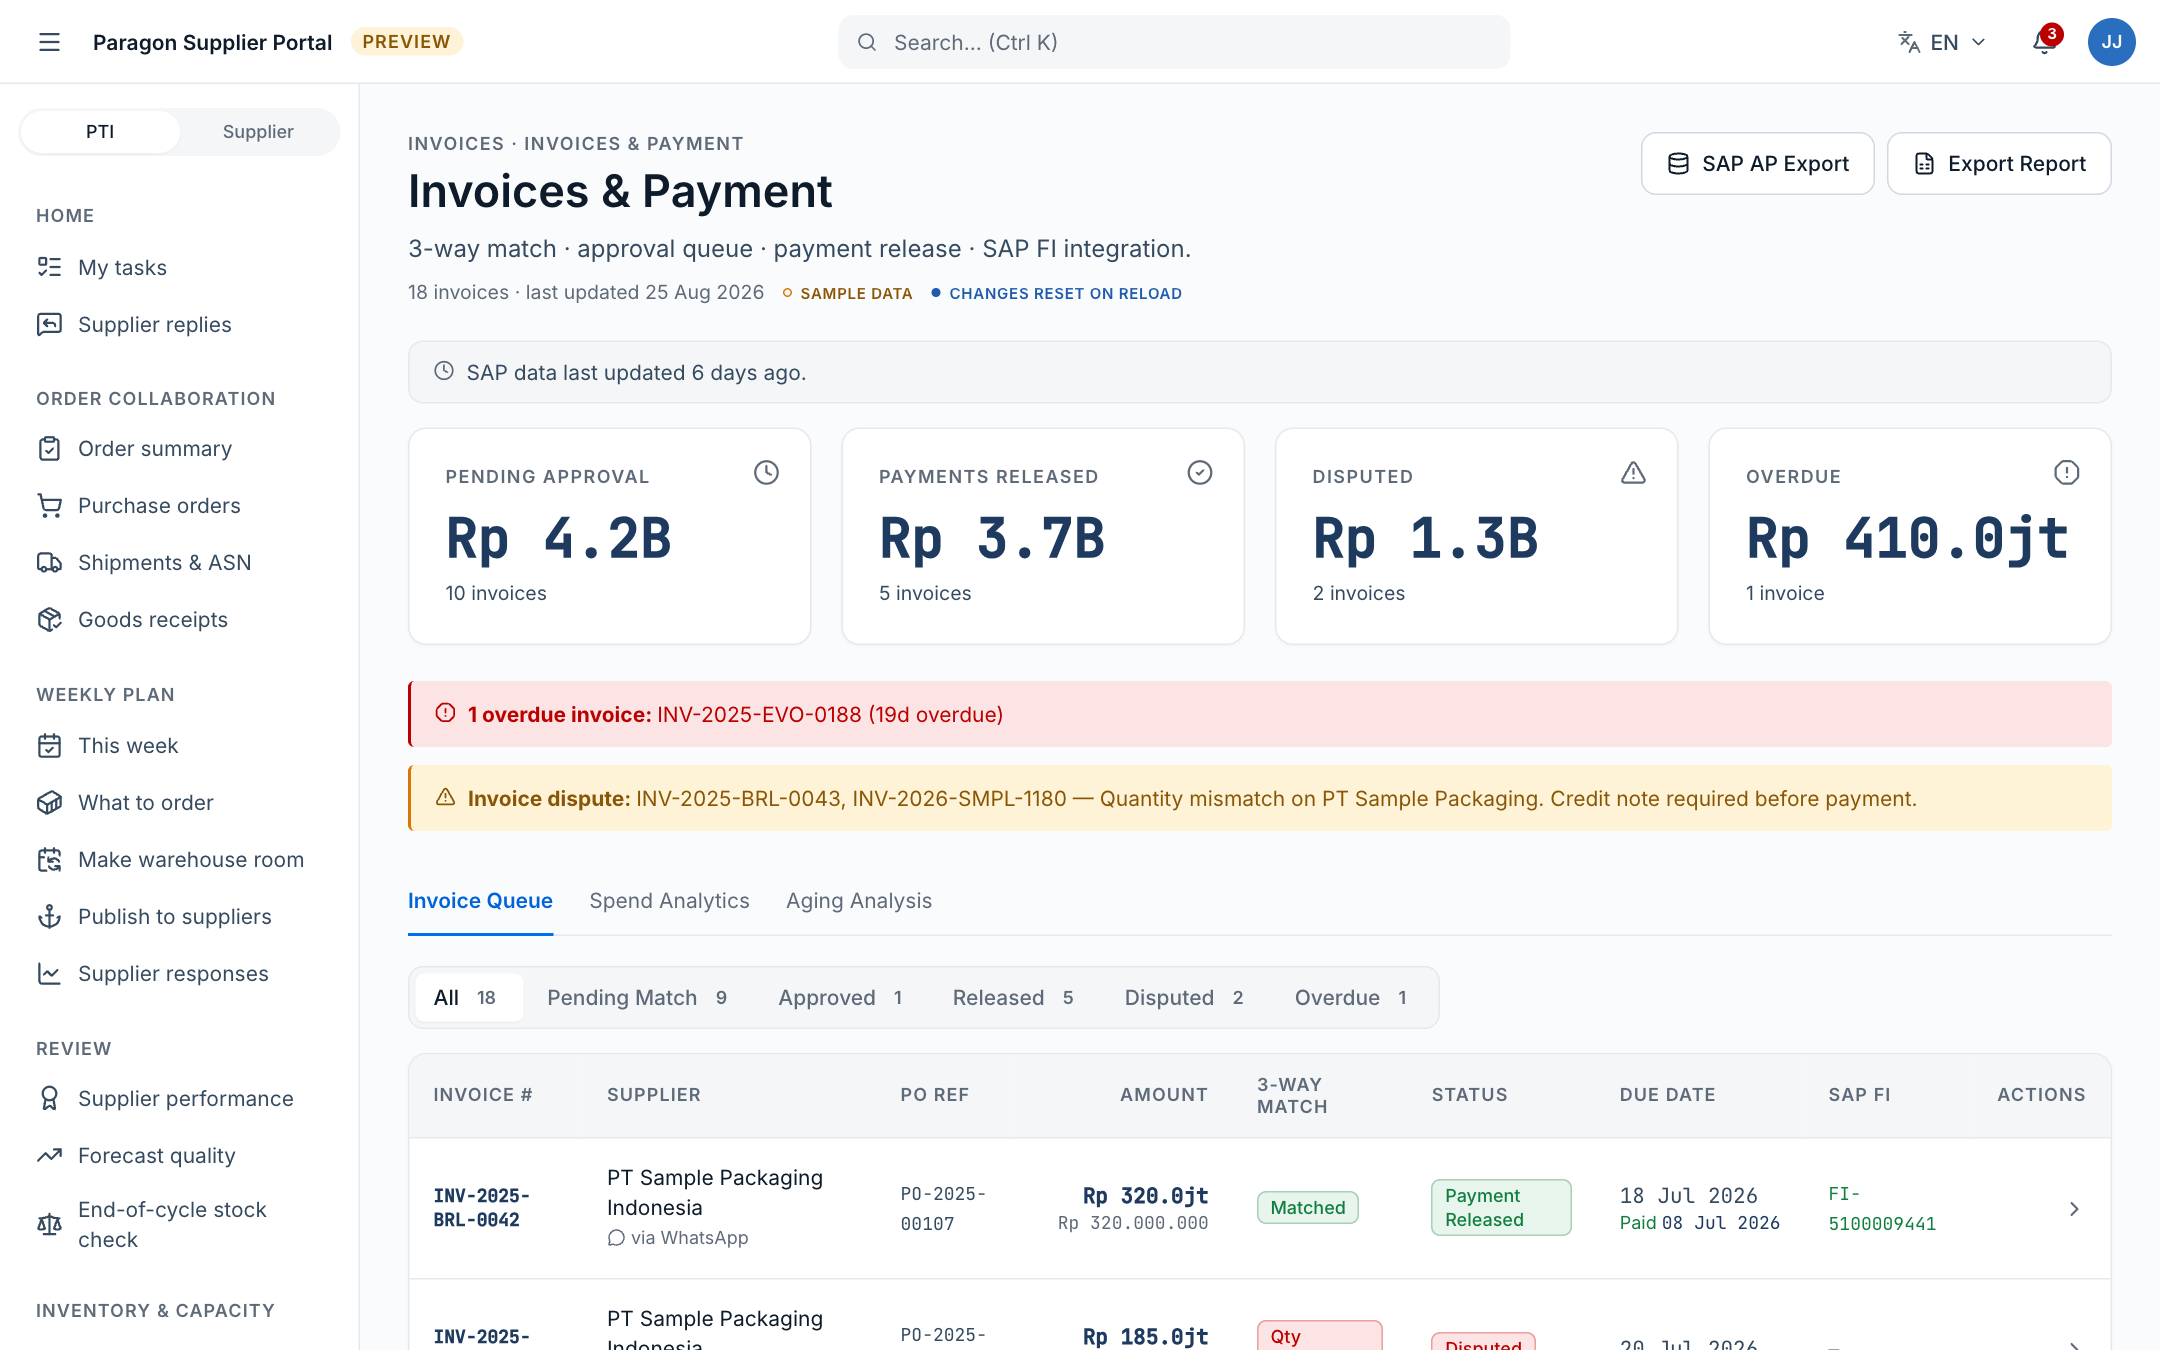 Paragon Supplier Portal PREVIEW
Search... (Ctrl K)
EN
3
JJ
PTI Supplier
HOME
My tasks
Supplier replies
ORDER COLLABORATION
Order summary
Purchase orders
Shipments & ASN
Goods receipts
WEEKLY PLAN
This week
What to order
Make warehouse room
Publish to suppliers
Supplier responses
REVIEW
Supplier performance
Forecast quality
End-of-cycle stock
check
INVENTORY & CAPACITY
INVOICES · INVOICES & PAYMENT
Invoices & Payment
3-way match · approval queue · payment release · SAP FI integration.
18 invoices · last updated 25 Aug 2026 SAMPLE DATA CHANGES RESET ON RELOAD
SAP AP Export
Export Report
SAP data last updated 6 days ago.
PENDING APPROVAL
Rp 4.2B
10 invoices
PAYMENTS RELEASED
Rp 3.7B
5 invoices
DISPUTED
Rp 1.3B
2 invoices
OVERDUE
Rp 410.0jt
1 invoice
1 overdue invoice: INV-2025-EVO-0188 (19d overdue)
Invoice dispute: INV-2025-BRL-0043, INV-2026-SMPL-1180 — Quantity mismatch on PT Sample Packaging. Credit note required before payment.
Invoice Queue Spend Analytics Aging Analysis
All 18 Pending Match 9 Approved 1 Released 5 Disputed 2 Overdue 1
INVOICE # SUPPLIER PO REF AMOUNT 3-WAY MATCH STATUS DUE DATE SAP FI ACTIONS
INV-2025-
BRL-0042
PT Sample Packaging
Indonesia
via WhatsApp
PO-2025-
00107
Rp 320.0jt
Rp 320.000.000
Matched
Payment
Released
18 Jul 2026
Paid 08 Jul 2026
FI-
5100009441
INV-2025-
PT Sample Packaging
Indonesia
PO-2025-
Rp 185.0jt
Qty
Disputed
20 Jul 2026
–